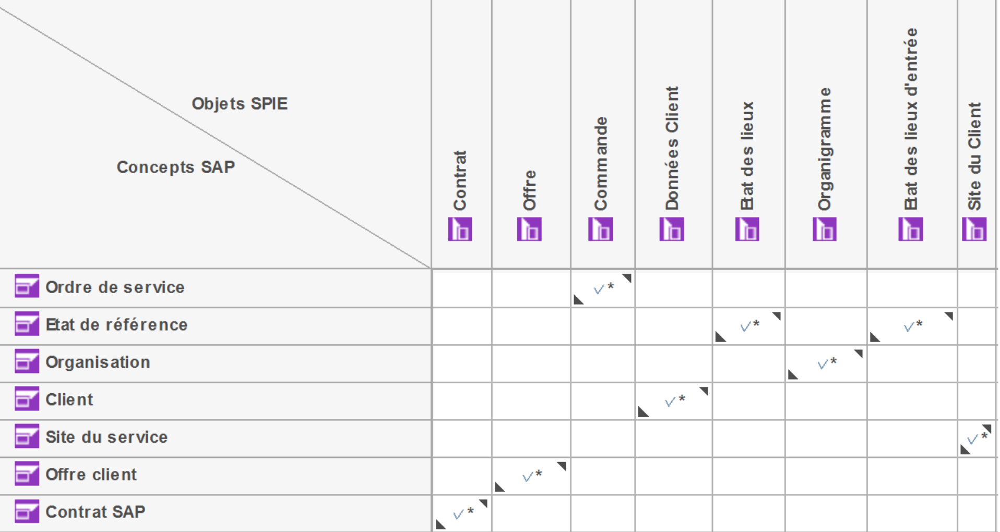 Objets SPIE
Concepts SAP
Contrat
Offre
Commande
Données Client
Etat des lieux
Organigramme
Etat des lieux d'entrée
Site du Client
Ordre de service
✓*
Etat de référence
✓* ✓*
Organisation
✓*
Client
✓*
Site du service
✓*
Offre client
✓*
Contrat SAP
✓*